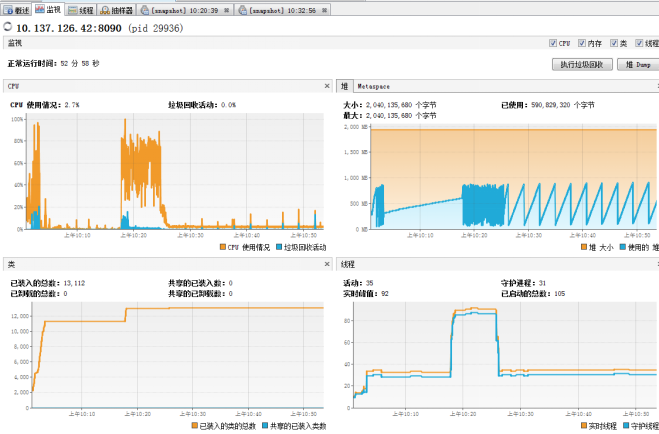 概述 监视 线程 抽样器 [snapshot] 10:20:39 [snapshot] 10:32:56
10.137.126.42:8090 (pid 29936)
监视 CPU 内存 类 线程
正常运行时间: 52 分 58 秒 执行垃圾回收 堆 Dump
CPU
CPU 使用情况: 2.7% 垃圾回收活动: 0.0%
100%
80%
60%
40%
20%
0%
上午10:10 上午10:20 上午10:30 上午10:40 上午10:50
CPU 使用情况 垃圾回收活动
堆 Metaspace
大小: 2,040,135,680 个字节 已使用: 590,829,320 个字节
最大: 2,040,135,680 个字节
2,000 MB
1,500 MB
1,000 MB
500 MB
0 MB
上午10:10 上午10:20 上午10:30 上午10:40 上午10:50
堆 大小 使用的 堆
类
已装入的总数: 13,112 共享的已装入数: 0
已卸载的总数: 0 共享的已卸载数: 0
12,000
10,000
8,000
6,000
4,000
2,000
0
上午10:10 上午10:20 上午10:30 上午10:40 上午10:50
已装入的类的总数 共享的已装入类数
线程
活动: 35 守护进程: 31
实时峰值: 92 已启动的总数: 105
80
60
40
20
0
上午10:10 上午10:20 上午10:30 上午10:40 上午10:50
实时线程 守护线程